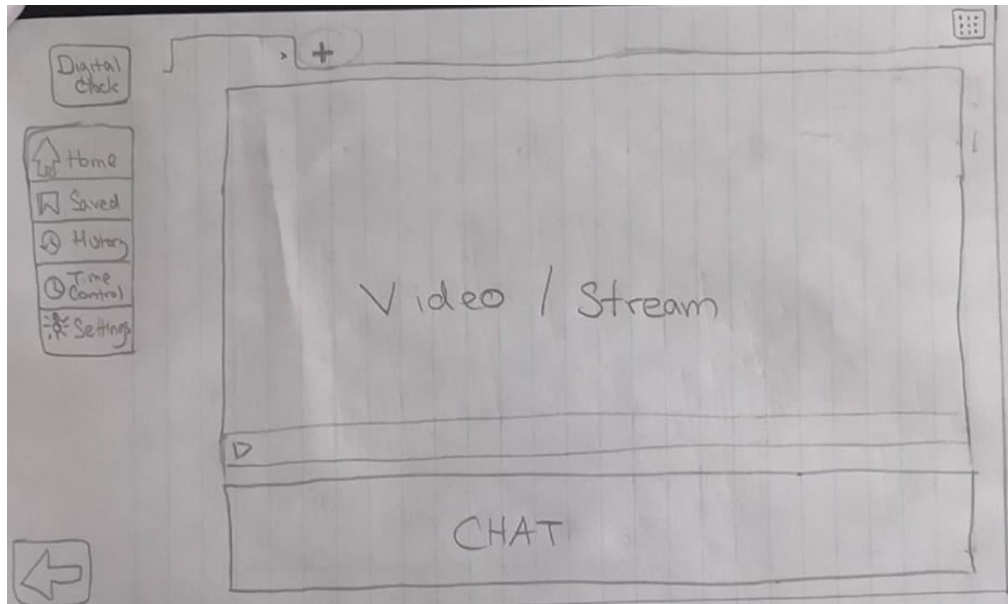 Digital
Clock
Home
Saved
History
Time
Control
Settings
Video / Stream
CHAT